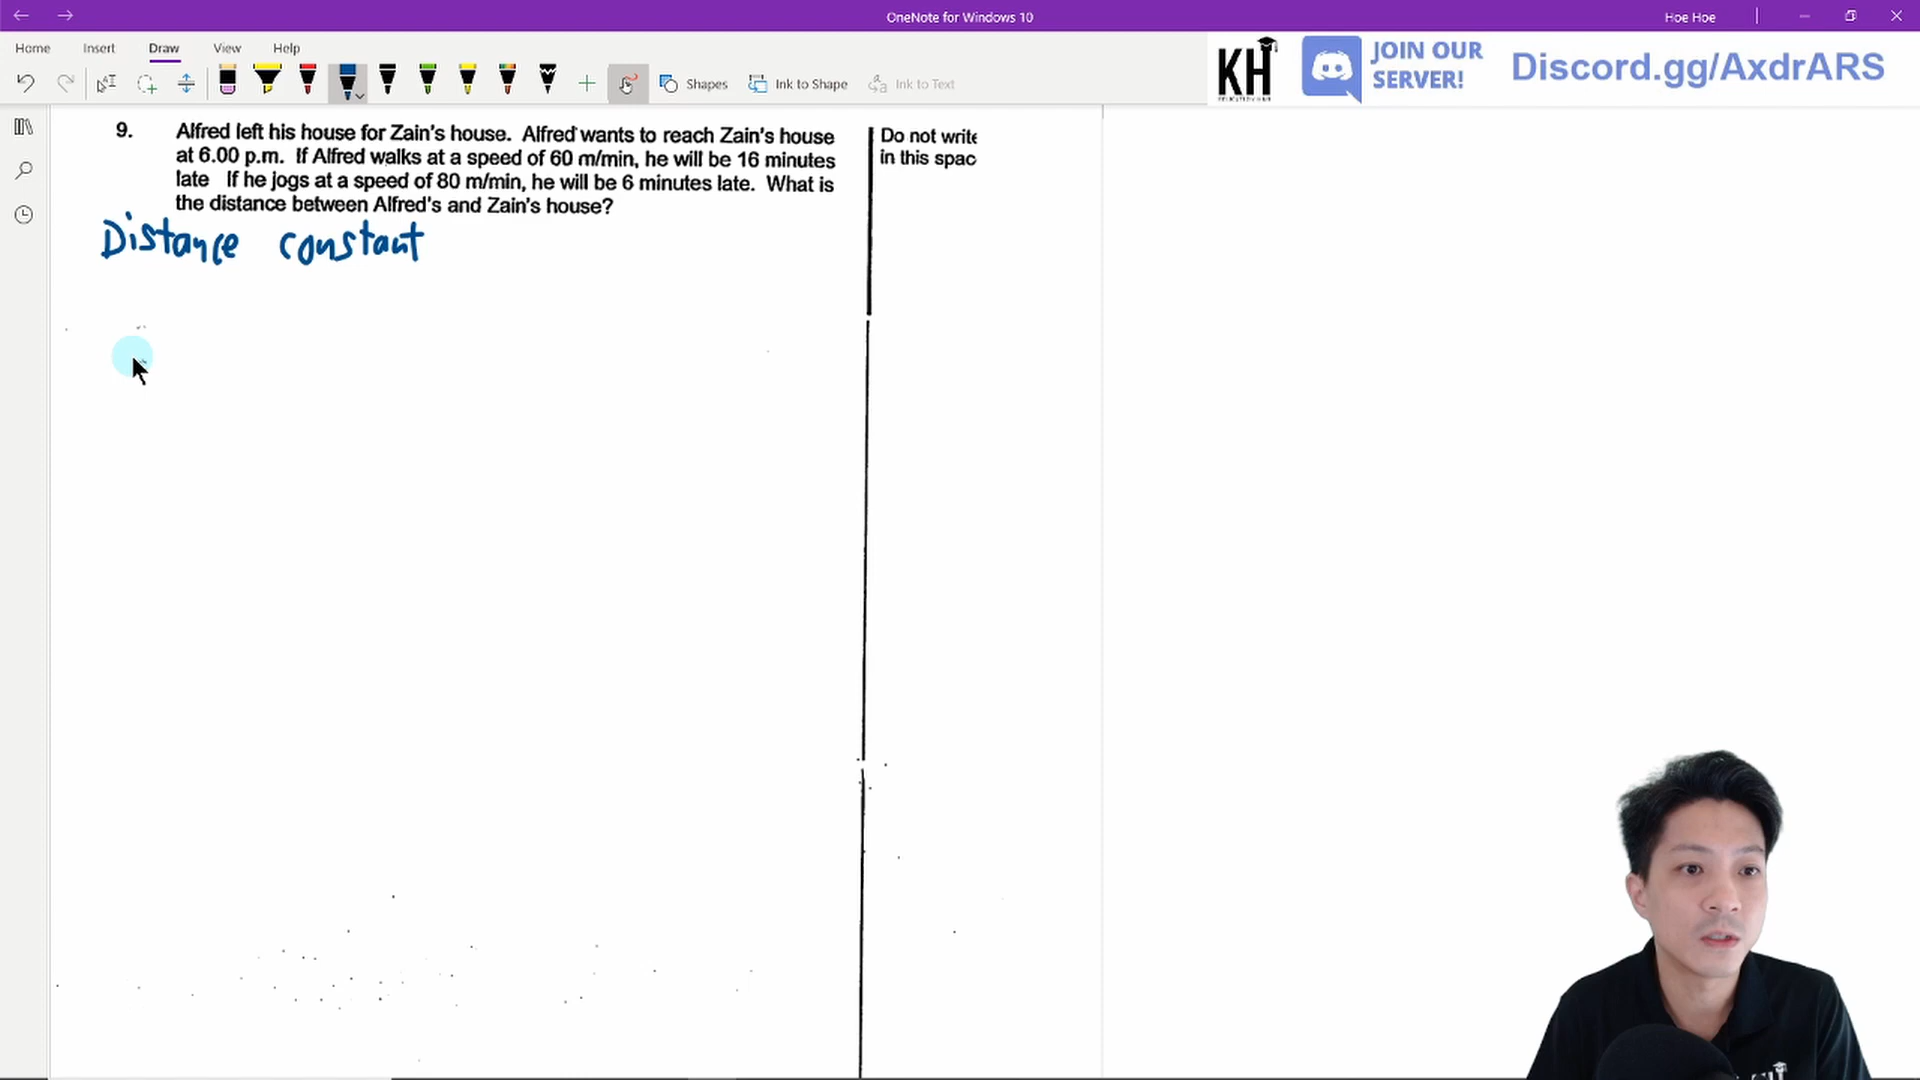 OneNote for Windows 10
Hoe Hoe
Home Insert Draw View Help
Shapes Ink to Shape Ink to Text
KH
JOIN OUR
SERVER!
Discord.gg/AxdrARS
9. Alfred left his house for Zain's house. Alfred wants to reach Zain's house
at 6.00 p.m. If Alfred walks at a speed of 60 m/min, he will be 16 minutes
late If he jogs at a speed of 80 m/min, he will be 6 minutes late. What is
the distance between Alfred's and Zain's house?
Do not write
in this spac
Distance constant